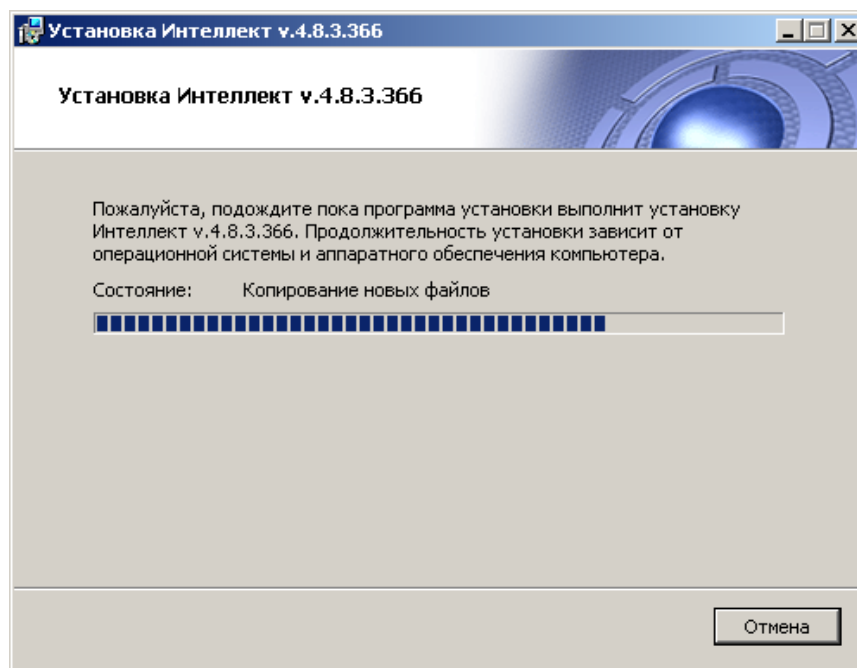 Установка Интеллект v.4.8.3.366
Установка Интеллект v.4.8.3.366
Пожалуйста, подождите пока программа установки выполнит установку
Интеллект v.4.8.3.366. Продолжительность установки зависит от
операционной системы и аппаратного обеспечения компьютера.
Состояние: Копирование новых файлов
Отмена